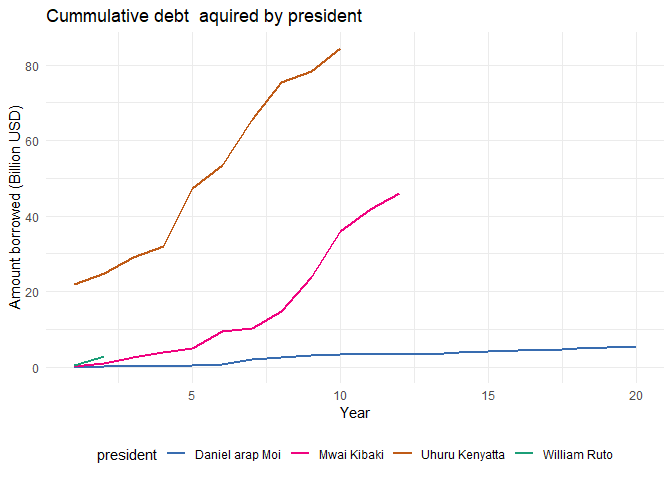 Cummulative debt  aquired by president
Amount borrowed (Billion USD)
80
60
40
20
0
5
10
15
20
Year
president
Daniel arap Moi
Mwai Kibaki
Uhuru Kenyatta
William Ruto